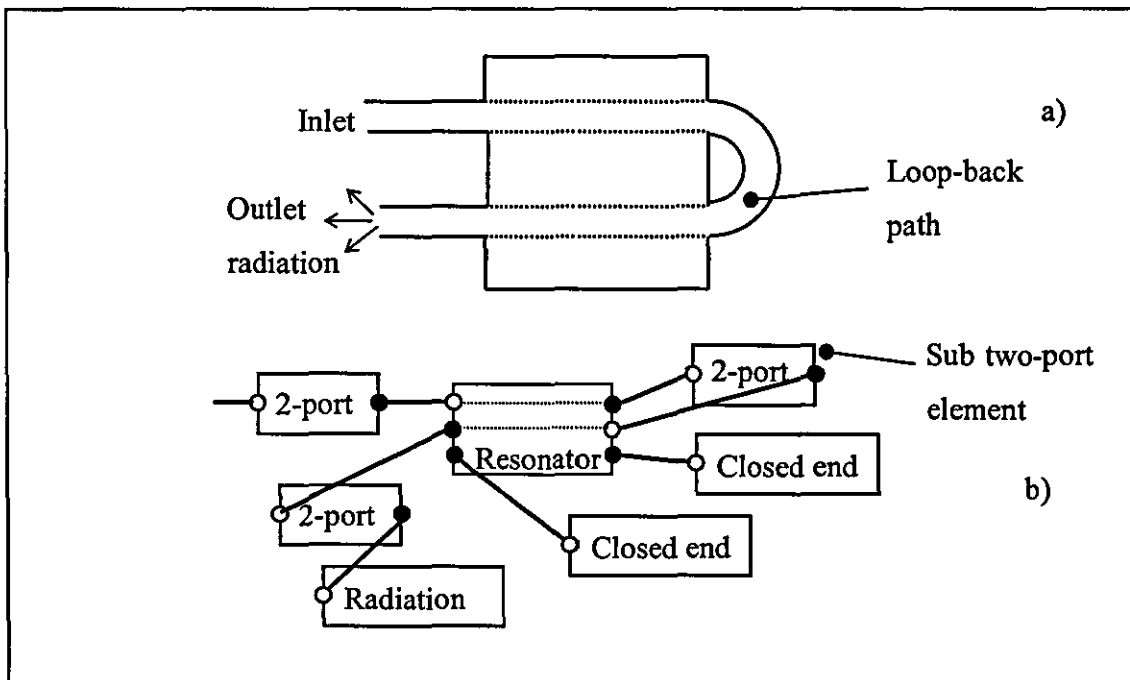 Inlet
a)
Loop-back
path
Outlet
radiation
2-port
2-port
Sub two-port
element
Resonator
Closed end
b)
2-port
Closed end
Radiation